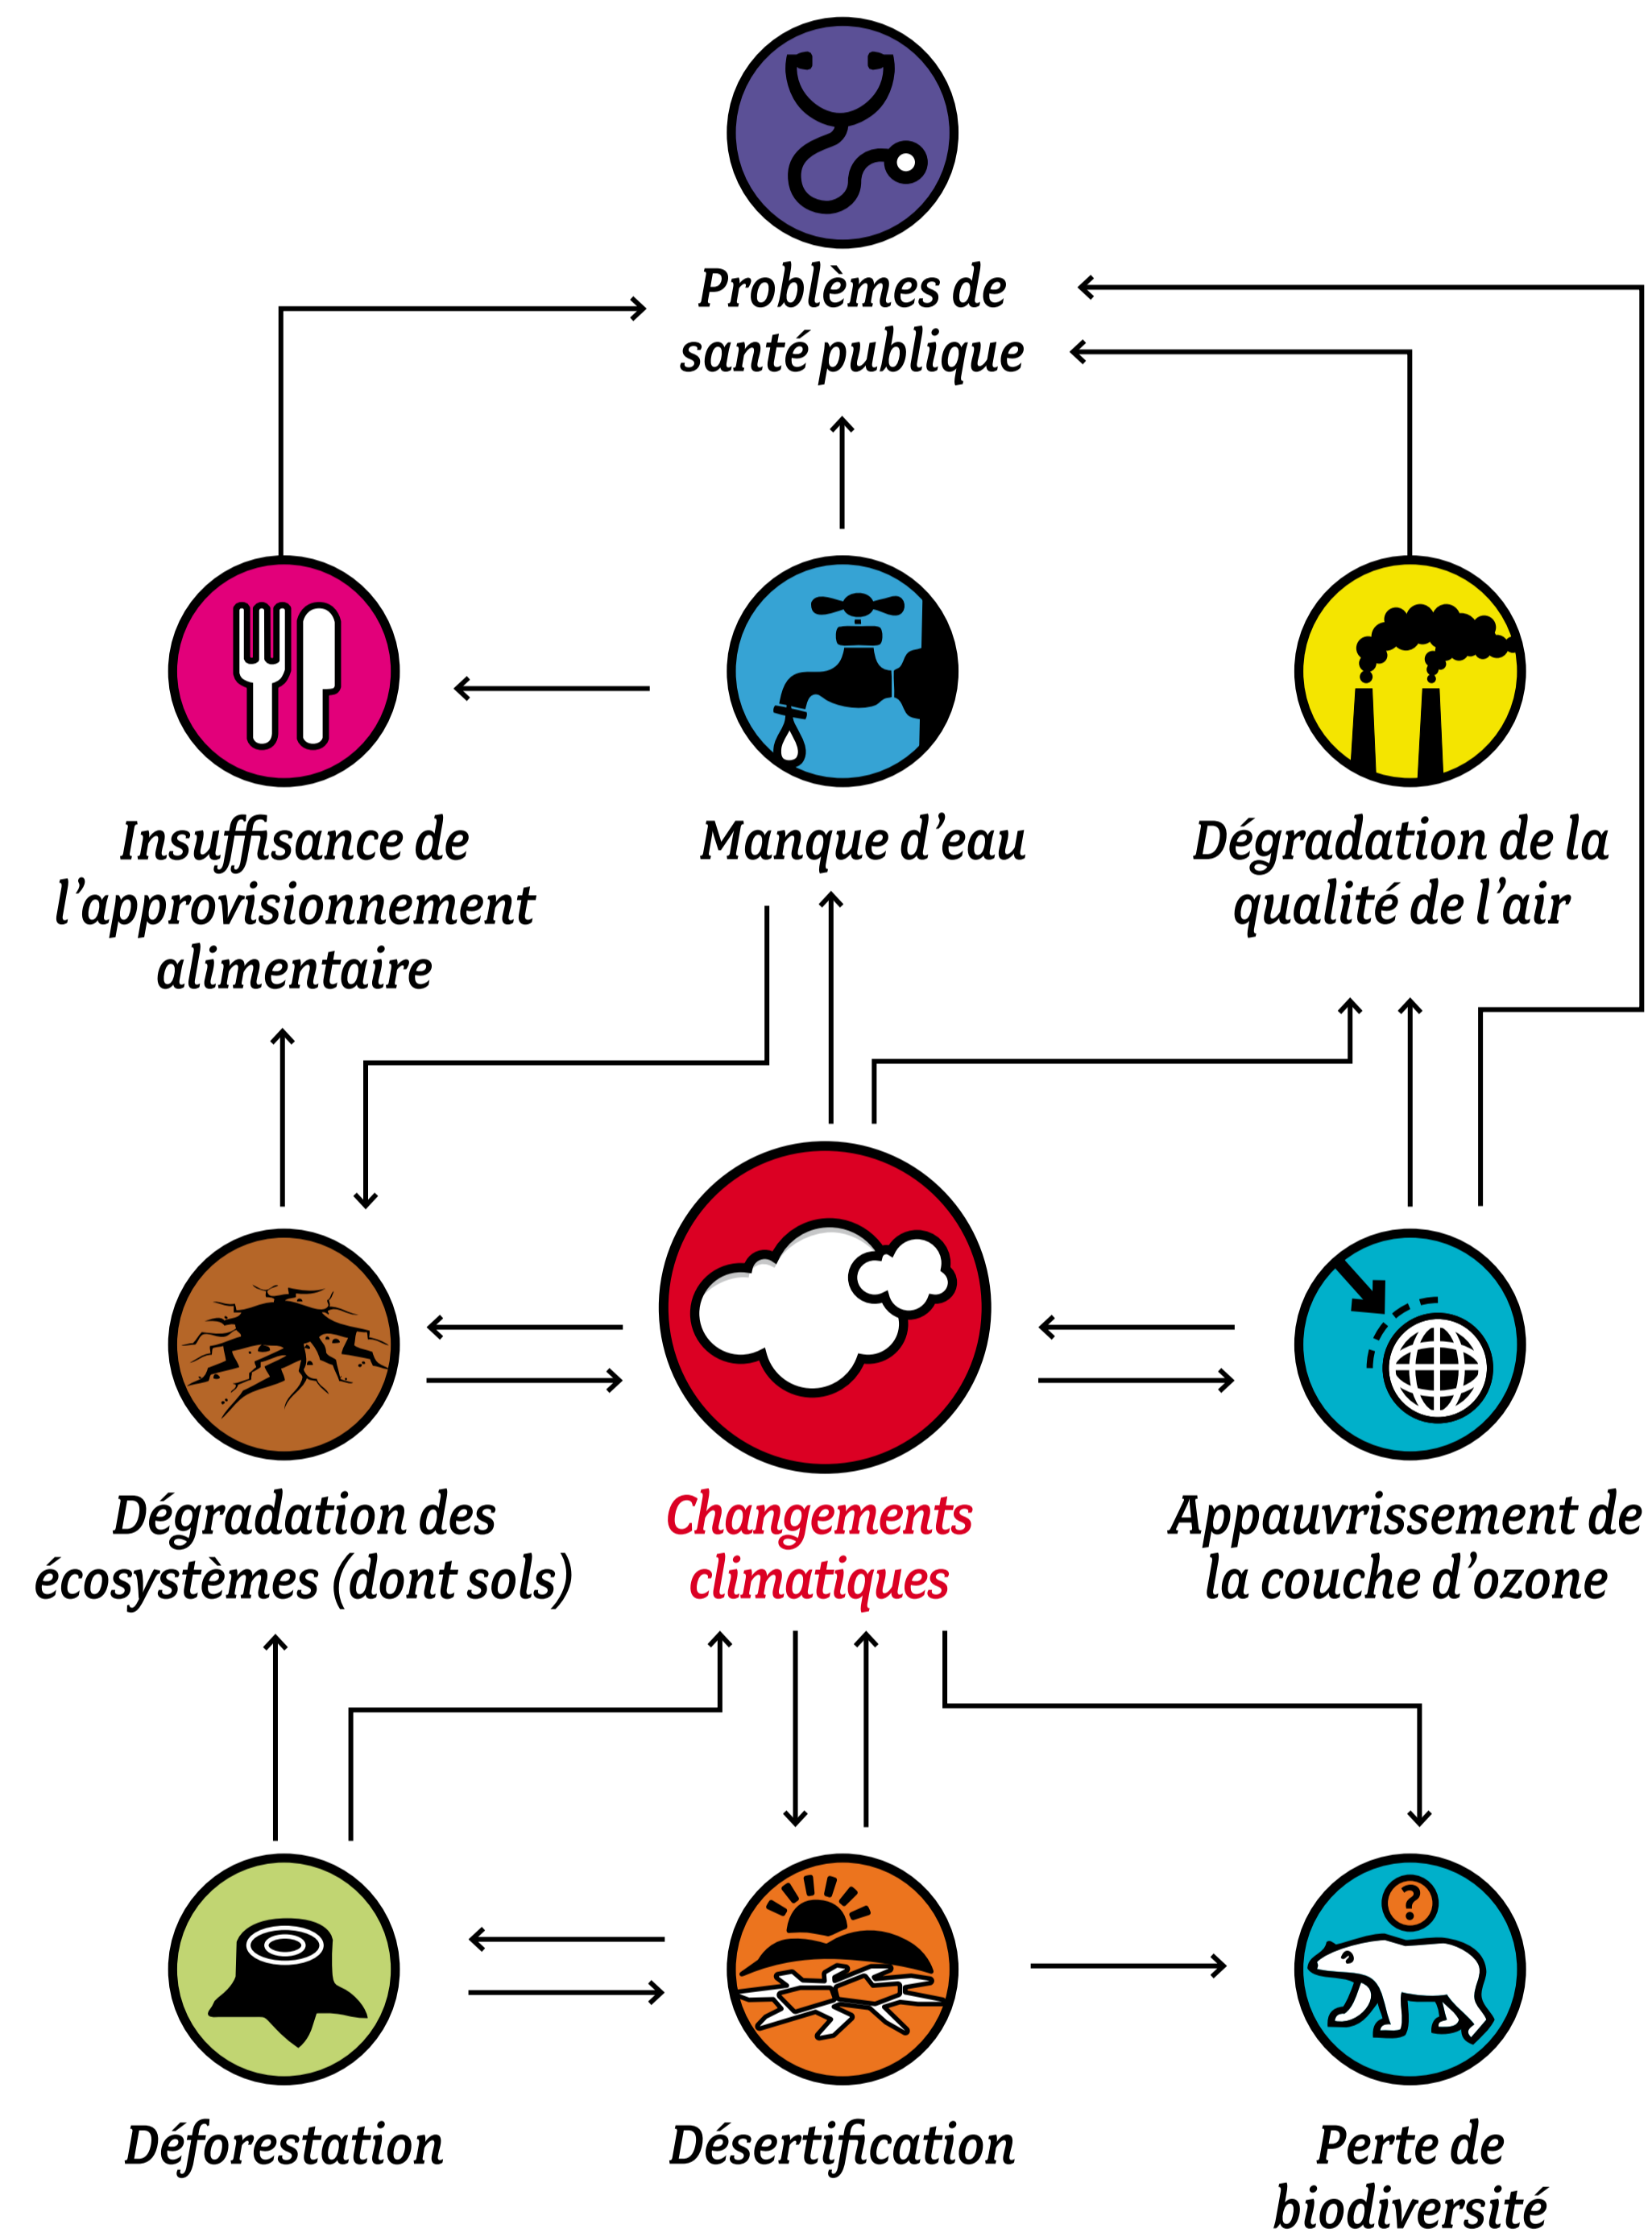 Problèmes de
santé publique
Insuffisance de
l’approvisionnement
alimentaire
Manque d’eau
Dégradation de la
qualité de l’air
Dégradation des
écosystèmes (dont sols)
Changements
climatiques
Appauvrissement de
la couche d’ozone
?
Déforestation
Désertification
Perte de
biodiversité